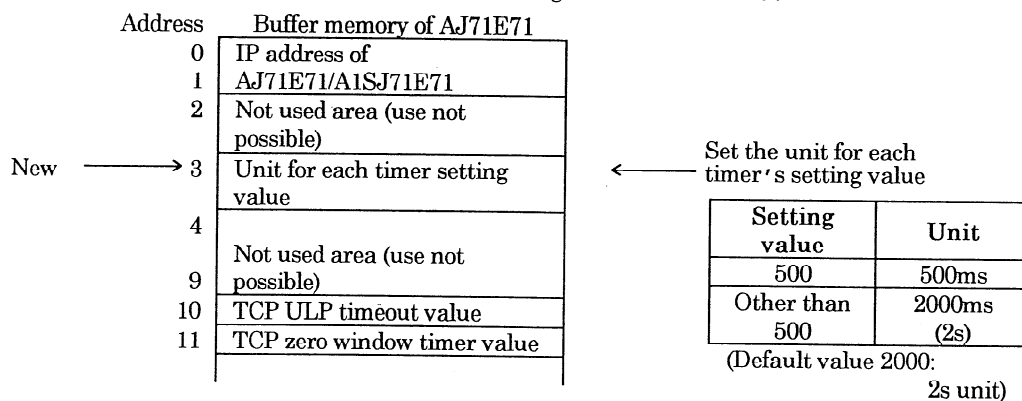 Address Buffer memory of AJ71E71
0 IP address of
1 AJ71E71/A1SJ71E71
2 Not used area (use not
possible)
New 3 Unit for each timer setting
value
4
Not used area (use not
9 possible)
10 TCP ULP timeout value
11 TCP zero window timer value
Set the unit for each
timer's setting value
Setting
value Unit
500 500ms
Other than 2000ms
500 (2s)
(Default value 2000:
2s unit)